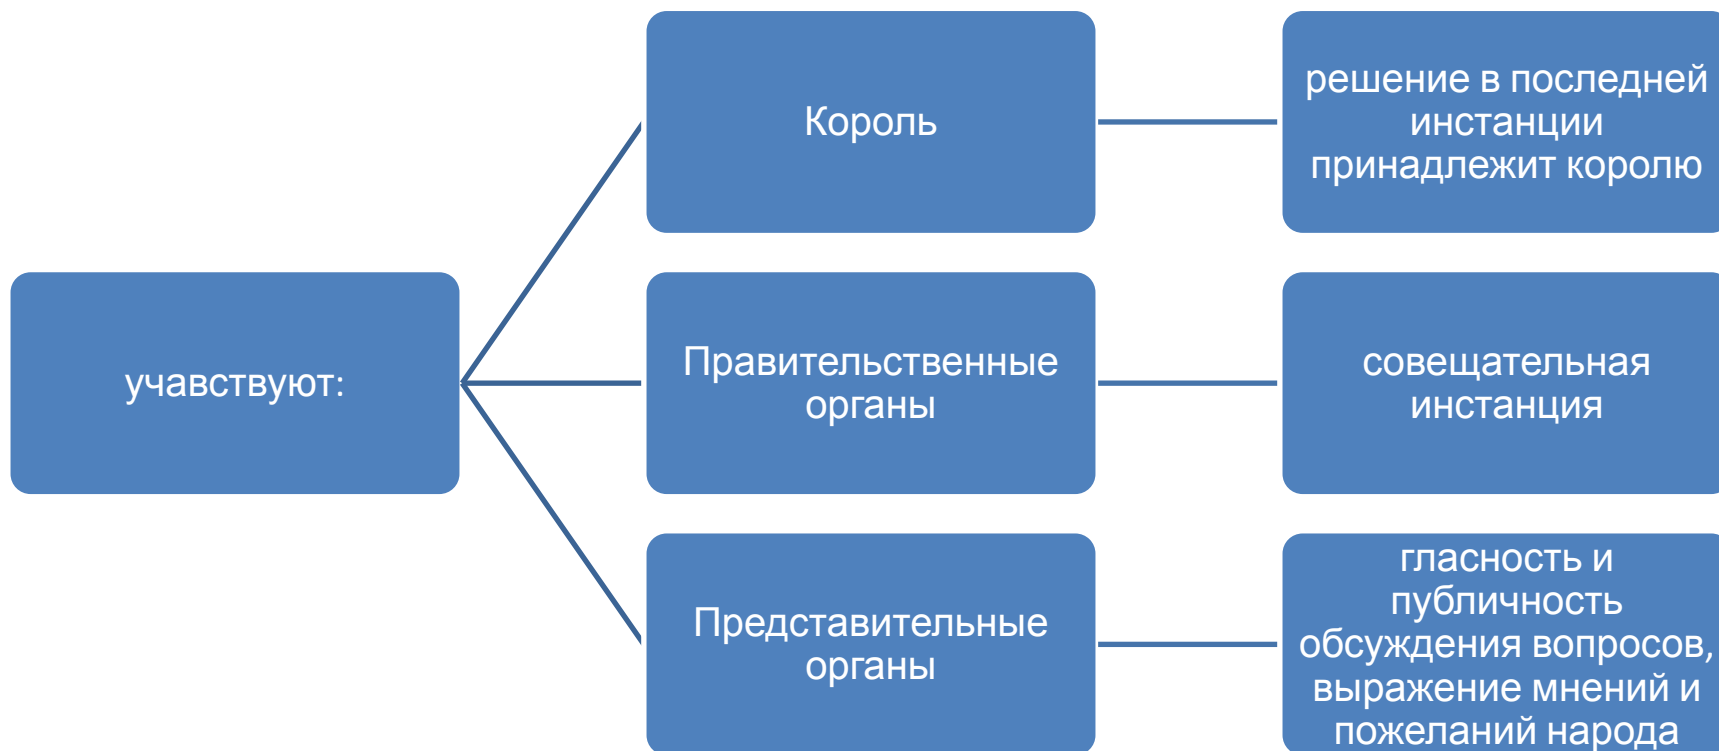 учавствуют:
Король
решение в последней
инстанции
принадлежит королю
Правительственные
органы
совещательная
инстанция
Представительные
органы
гласность и
публичность
обсуждения вопросов,
выражение мнений и
пожеланий народа